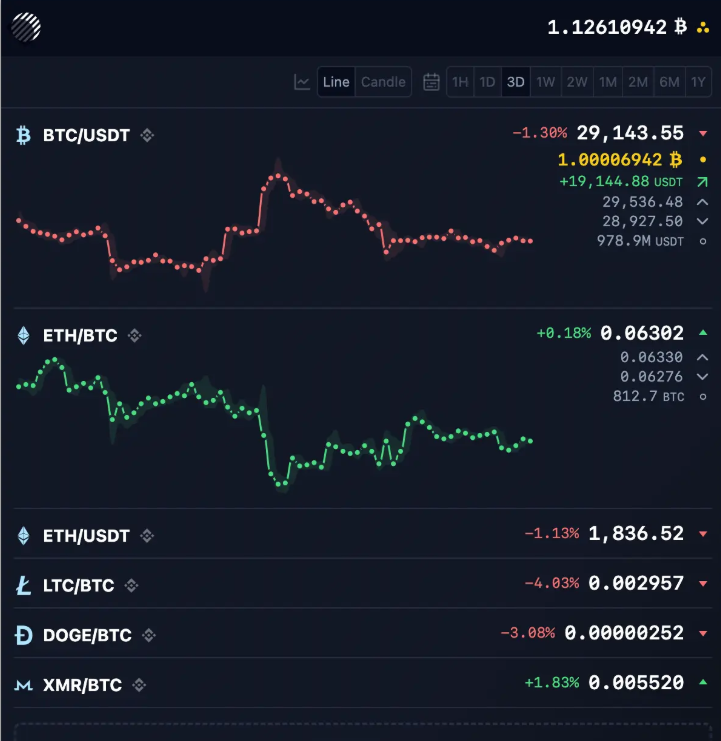 1.12610942 ₿
Line Candle 1H 1D 3D 1W 2W 1M 2M 6M 1Y
BTC/USDT −1.30% 29,143.55
1.00006942 ₿
+19,144.88 USDT
29,536.48
28,927.50
978.9M USDT
ETH/BTC +0.18% 0.06302
0.06330
0.06276
812.7 BTC
ETH/USDT −1.13% 1,836.52
LTC/BTC −4.03% 0.002957
DOGE/BTC −3.08% 0.00000252
XMR/BTC +1.83% 0.005520